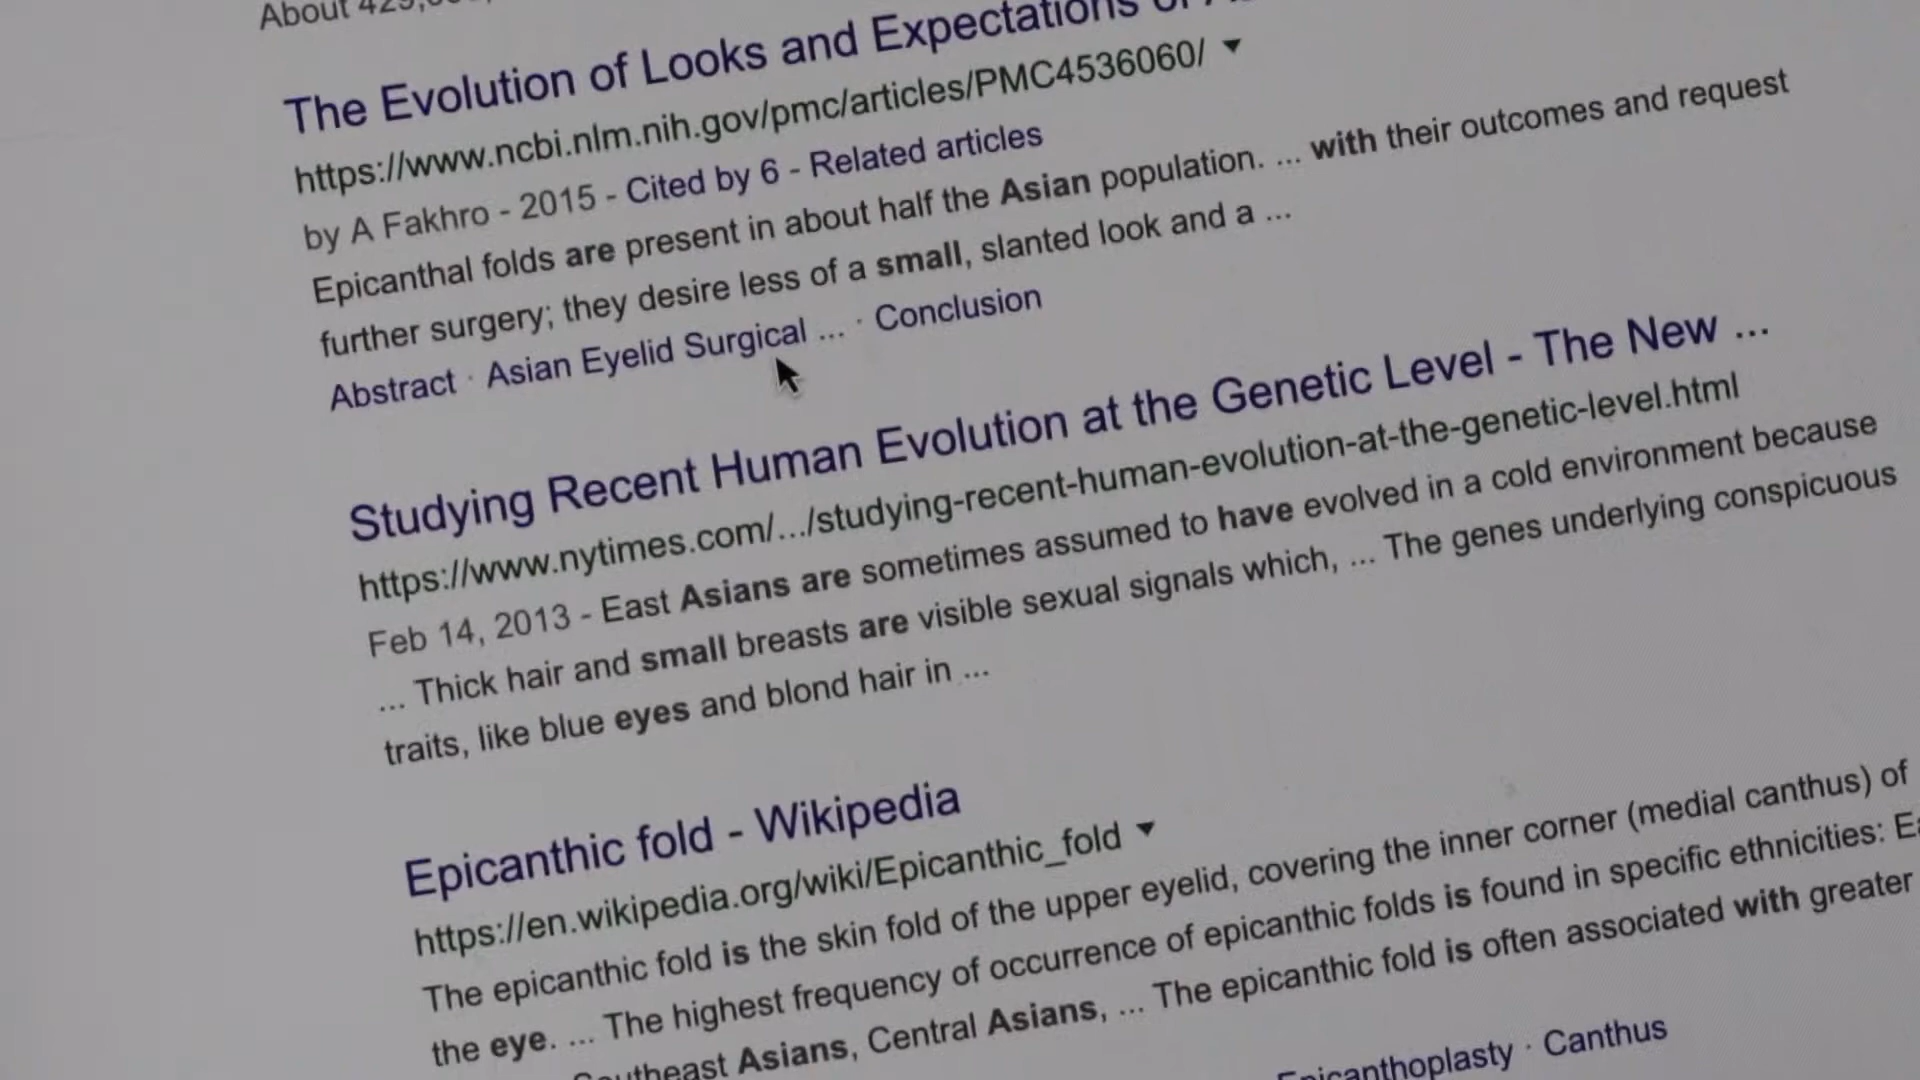 About 429,
The Evolution of Looks and Expectations of
https://www.ncbi.nlm.nih.gov/pmc/articles/PMC4536060/ ▼
by A Fakhro - 2015 - Cited by 6 - Related articles
Epicanthal folds are present in about half the Asian population. ... with their outcomes and request
further surgery; they desire less of a small, slanted look and a ...
Abstract · Asian Eyelid Surgical ... · Conclusion
Studying Recent Human Evolution at the Genetic Level - The New ...
https://www.nytimes.com/.../studying-recent-human-evolution-at-the-genetic-level.html
Feb 14, 2013 - East Asians are sometimes assumed to have evolved in a cold environment because
... Thick hair and small breasts are visible sexual signals which, ... The genes underlying conspicuous
traits, like blue eyes and blond hair in ...
Epicanthic fold - Wikipedia
https://en.wikipedia.org/wiki/Epicanthic_fold ▼
The epicanthic fold is the skin fold of the upper eyelid, covering the inner corner (medial canthus) of
the eye. ... The highest frequency of occurrence of epicanthic folds is found in specific ethnicities:
Southeast Asians, Central Asians, ... The epicanthic fold is often associated with greater
Epicanthoplasty · Canthus